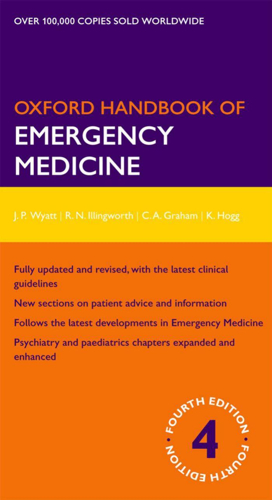 OVER 100,000 COPIES SOLD WORLDWIDE
OXFORD HANDBOOK OF
EMERGENCY
MEDICINE
J. P. Wyatt | R. N. Illingworth | C. A. Graham | K. Hogg
Fully updated and revised, with the latest clinical
guidelines
New sections on patient advice and information
Follows the latest developments in Emergency Medicine
Psychiatry and paediatrics chapters expanded and
enhanced
• FOURTH EDITION •
4
FOURTH EDITION